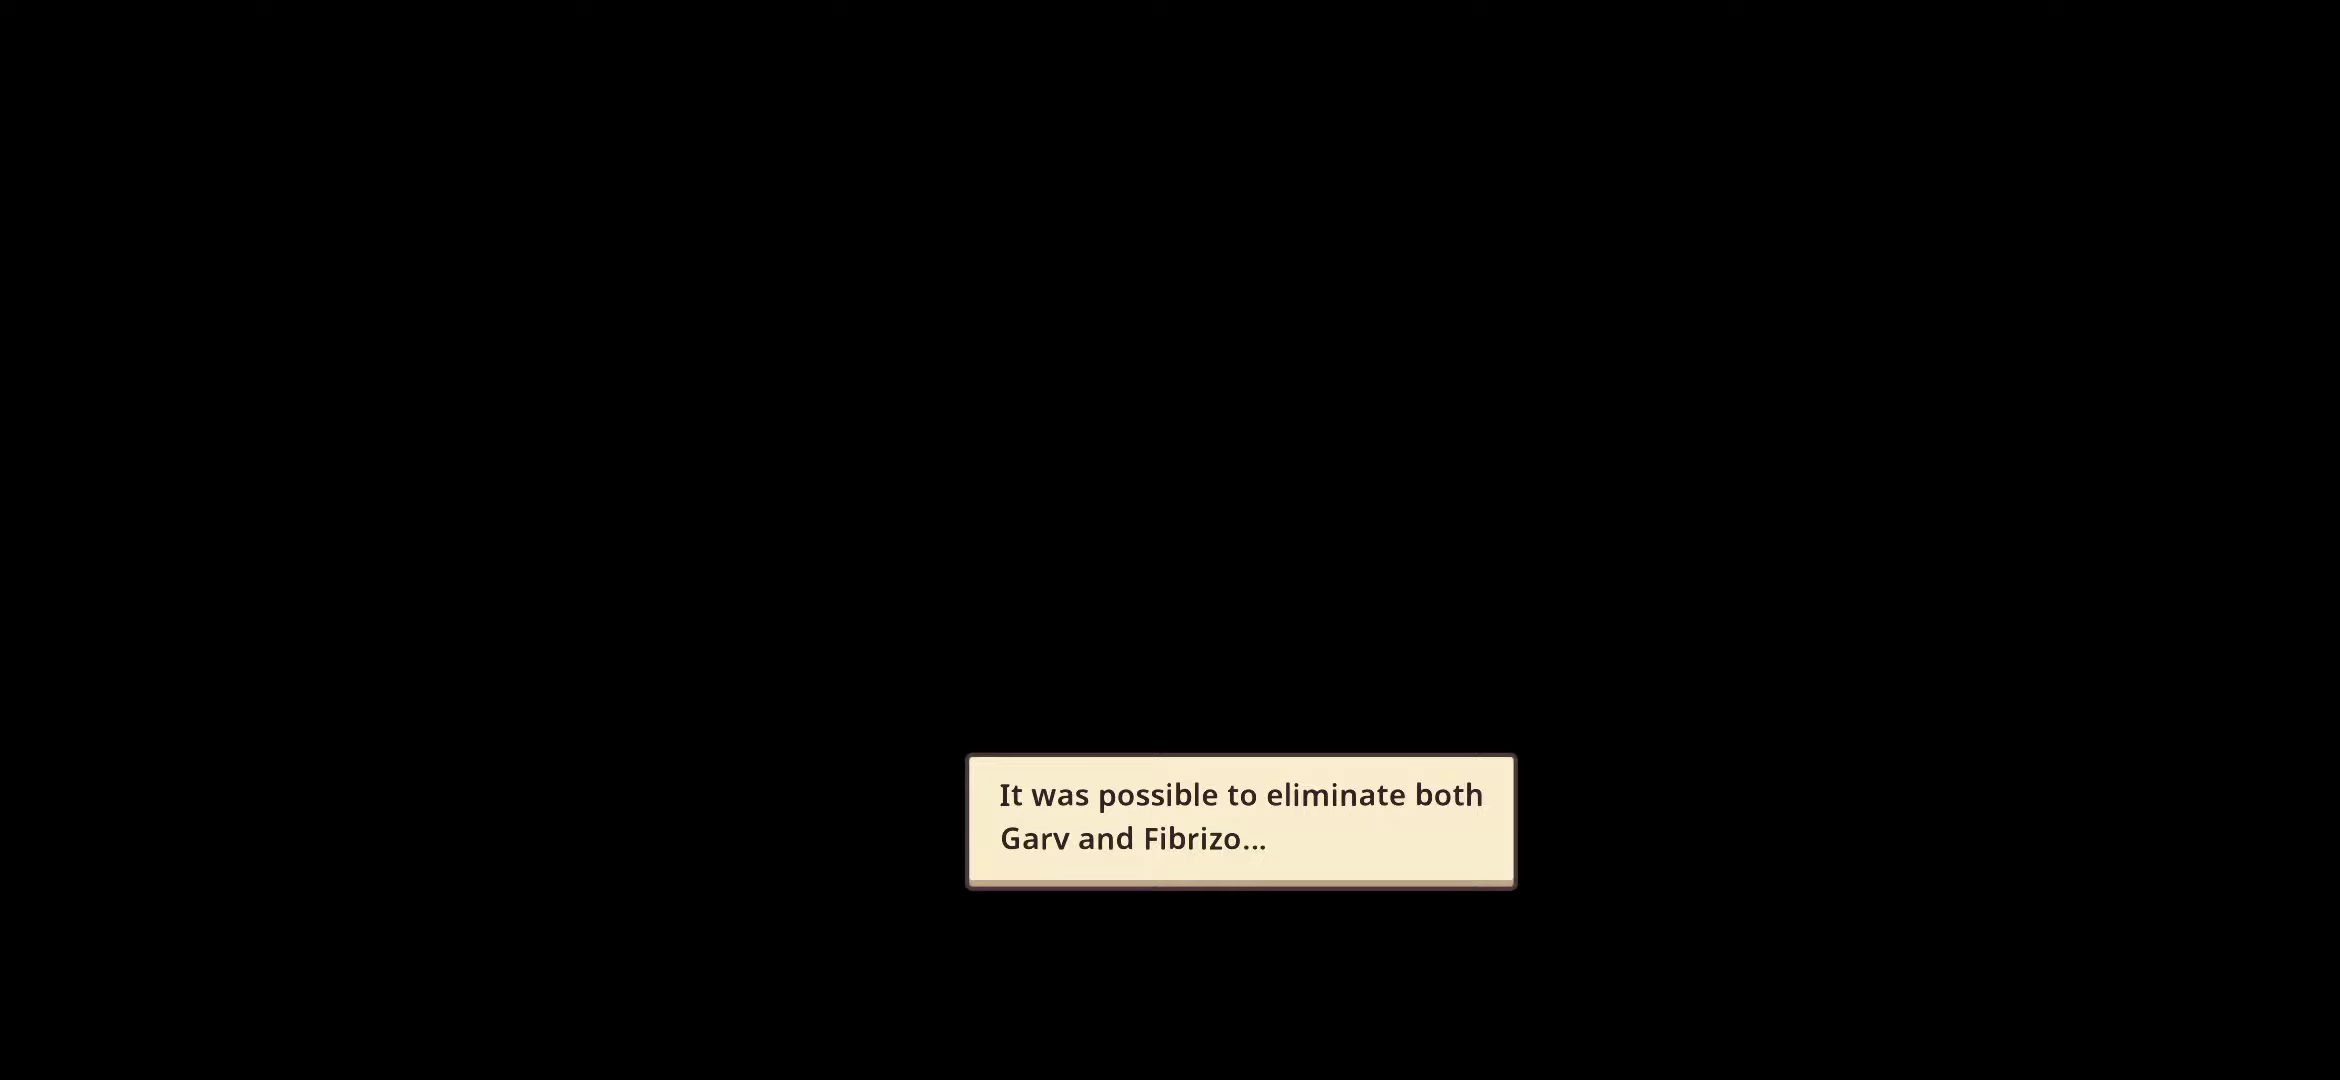 It was possible to eliminate both
Garv and Fibrizo...